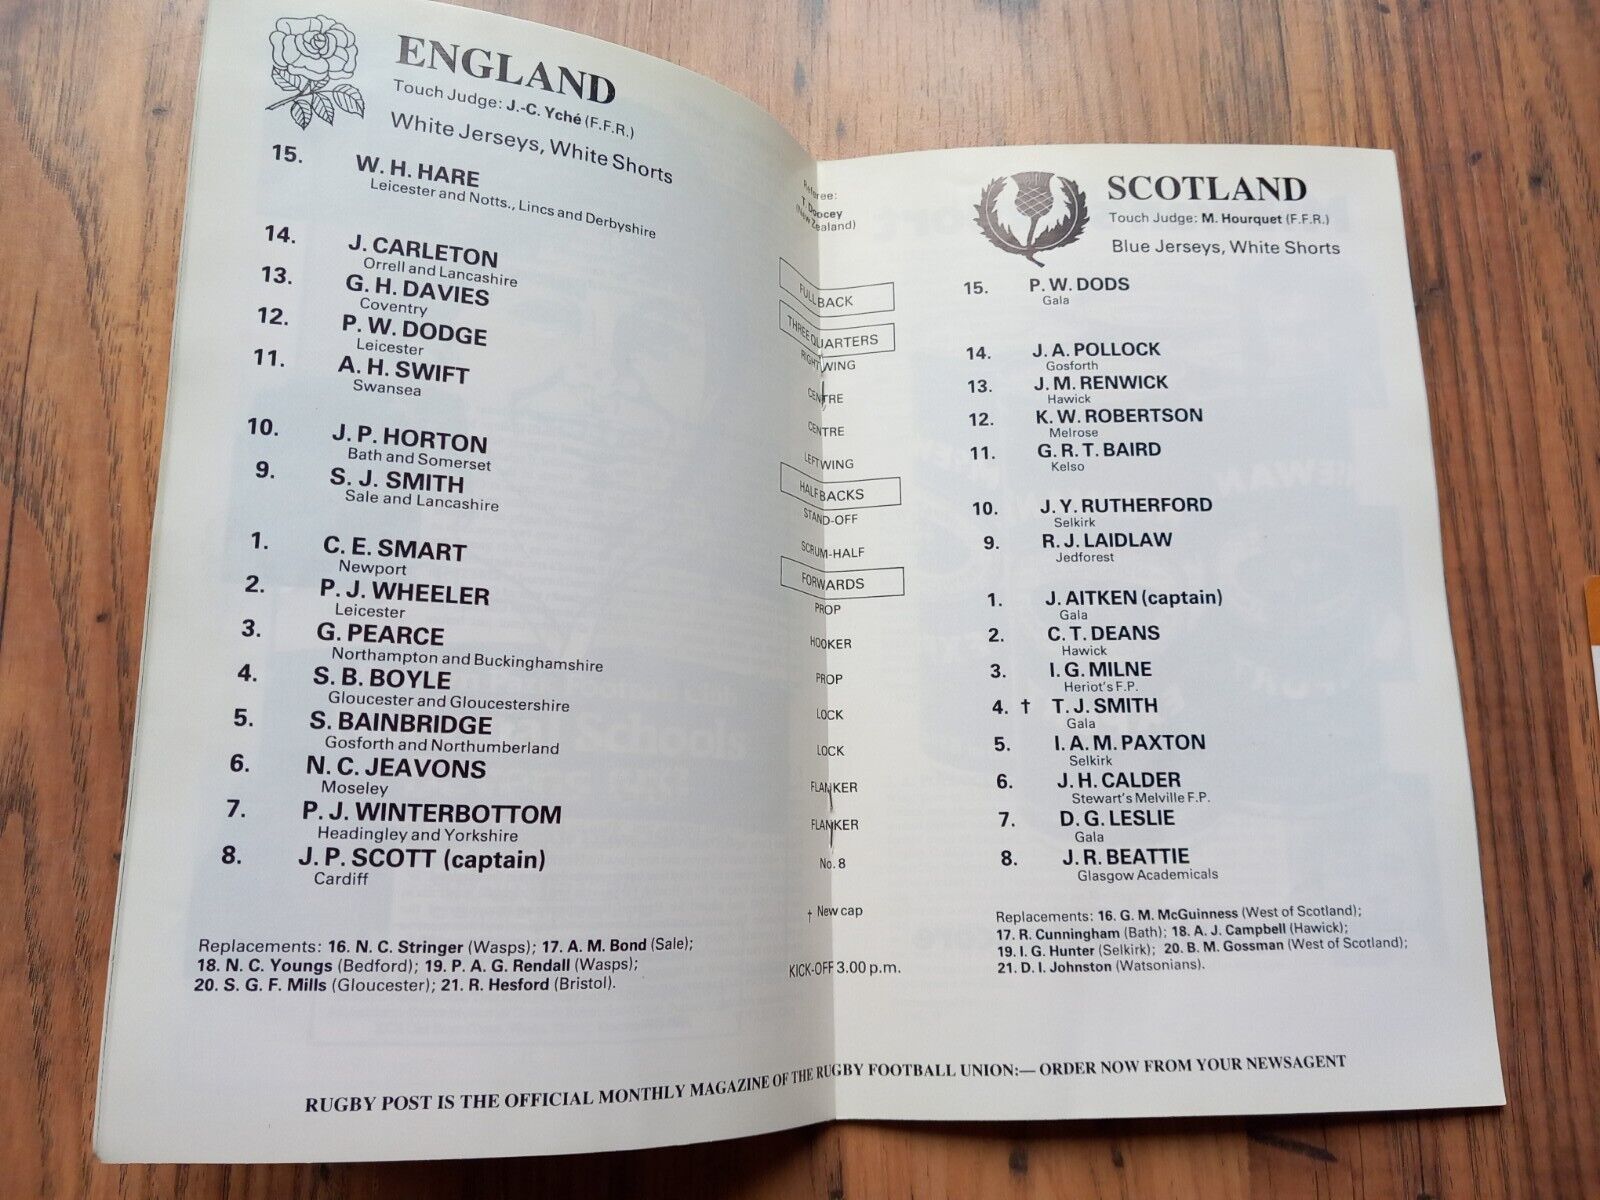 ENGLAND
Touch Judge: J.-C. Yché (F.F.R.)
White Jerseys, White Shorts
15. W. H. HARE
Leicester and Notts., Lincs and Derbyshire
14. J. CARLETON
Orrell and Lancashire
13. G. H. DAVIES
Coventry
12. P. W. DODGE
Leicester
11. A. H. SWIFT
Swansea
10. J. P. HORTON
Bath and Somerset
9. S. J. SMITH
Sale and Lancashire
1. C. E. SMART
Newport
2. P. J. WHEELER
Leicester
3. G. PEARCE
Northampton and Buckinghamshire
4. S. B. BOYLE
Gloucester and Gloucestershire
5. S. BAINBRIDGE
Gosforth and Northumberland
6. N. C. JEAVONS
Moseley
7. P. J. WINTERBOTTOM
Headingley and Yorkshire
8. J. P. SCOTT (captain)
Cardiff
Replacements: 16. N. C. Stringer (Wasps); 17. A. M. Bond (Sale);
18. N. C. Youngs (Bedford); 19. P. A. G. Rendall (Wasps);
20. S. G. F. Mills (Gloucester); 21. R. Hesford (Bristol).
Referee:
T Doocey
(New Zealand)
FULLBACK
THREEQUARTERS
RIGHT WING
CENTRE
CENTRE
LEFT WING
HALFBACKS
STAND-OFF
SCRUM-HALF
FORWARDS
PROP
HOOKER
PROP
LOCK
LOCK
FLANKER
FLANKER
No. 8
† New cap
KICK-OFF 3.00 p.m.
SCOTLAND
Touch Judge: M. Hourquet (F.F.R.)
Blue Jerseys, White Shorts
15. P. W. DODS
Gala
14. J. A. POLLOCK
Gosforth
13. J. M. RENWICK
Hawick
12. K. W. ROBERTSON
Melrose
11. G. R. T. BAIRD
Kelso
10. J. Y. RUTHERFORD
Selkirk
9. R. J. LAIDLAW
Jedforest
1. J. AITKEN (captain)
Gala
2. C. T. DEANS
Hawick
3. I. G. MILNE
Heriot's F.P.
4. † T. J. SMITH
Gala
5. I. A. M. PAXTON
Selkirk
6. J. H. CALDER
Stewart's Melville F.P.
7. D. G. LESLIE
Gala
8. J. R. BEATTIE
Glasgow Academicals
Replacements: 16. G. M. McGuinness (West of Scotland);
17. R. Cunningham (Bath); 18. A. J. Campbell (Hawick);
19. I. G. Hunter (Selkirk); 20. B. M. Gossman (West of Scotland);
21. D. I. Johnston (Watsonians).
RUGBY POST IS THE OFFICIAL MONTHLY MAGAZINE OF THE RUGBY FOOTBALL UNION:— ORDER NOW FROM YOUR NEWSAGENT